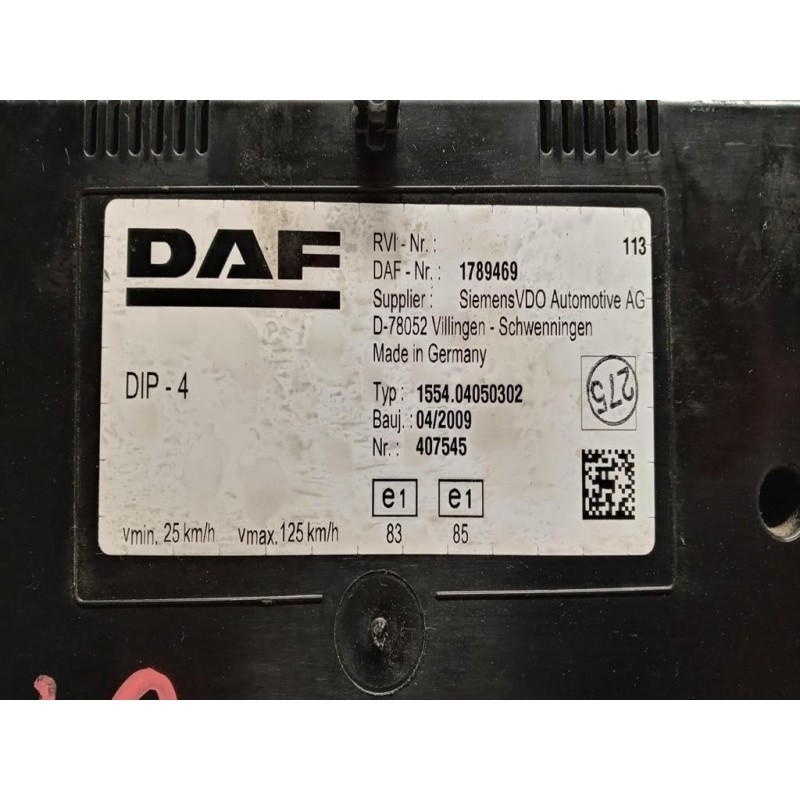 DAF
RVI - Nr. : 113
DAF - Nr. : 1789469
Supplier : SiemensVDO Automotive AG
D-78052 Villingen - Schwenningen
Made in Germany
DIP - 4
Typ : 1554.04050302
275
Bauj. : 04/2009
Nr. : 407545
e1 e1
vmin. 25 km/h vmax. 125 km/h 83 85